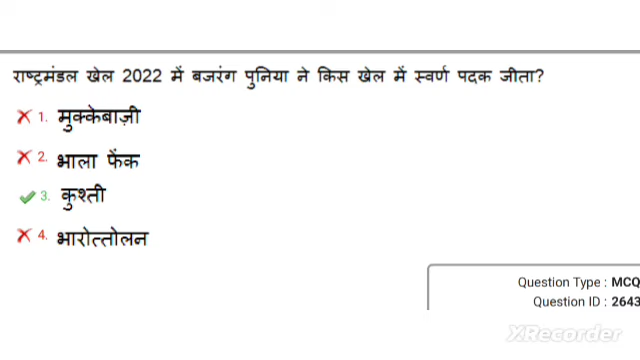 राष्ट्रमंडल खेल 2022 में बजरंग पुनिया ने किस खेल में स्वर्ण पदक जीता?
1. मुक्केबाज़ी
2. भाला फेंक
3. कुश्ती
4. भारोत्तोलन
Question Type : MCQ
Question ID : 2643
XRecorder